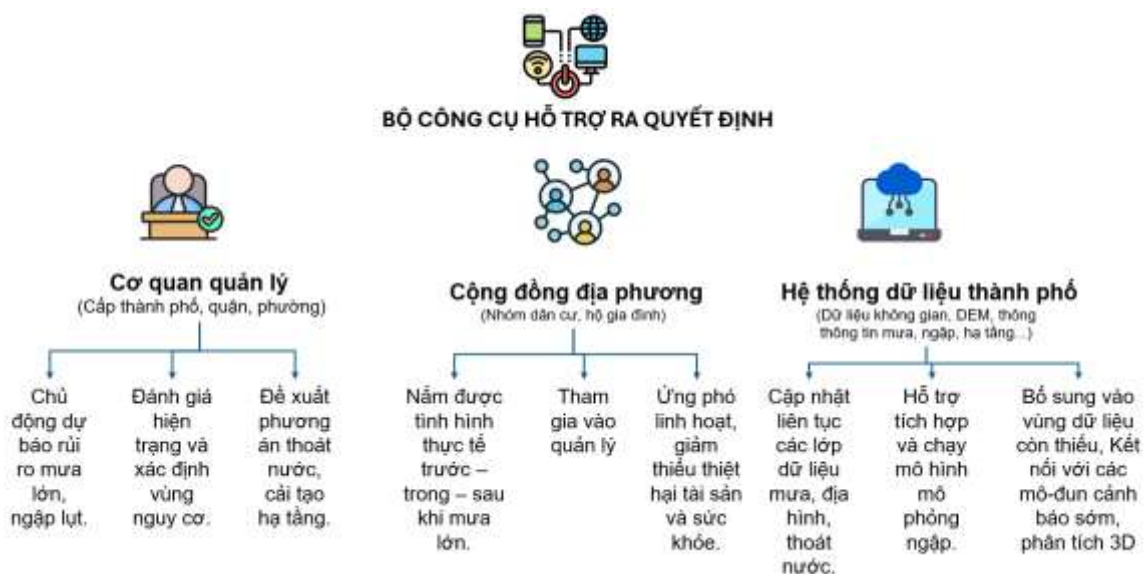 BỘ CÔNG CỤ HỖ TRỢ RA QUYẾT ĐỊNH
Cơ quan quản lý
(Cấp thành phố, quận, phường)
Chủ
động dự
báo rủi
ro mưa
lớn,
ngập lụt.
Đánh giá
hiện
trạng và
xác định
vùng
nguy cơ.
Đề xuất
phương
án thoát
nước,
cải tạo
hạ tầng.
Cộng đồng địa phương
(Nhóm dân cư, hộ gia đình)
Nắm được
tình hình
thực tế
trước –
trong – sau
khi mưa
lớn.
Tham
gia vào
quản lý
Ứng phó
linh hoạt,
giảm
thiểu thiệt
hại tài sản
và sức
khỏe.
Hệ thống dữ liệu thành phố
(Dữ liệu không gian, DEM, thông
thông tin mưa, ngập, hạ tầng...)
Cập nhật
liên tục
các lớp
dữ liệu
mưa, địa
hình,
thoát
nước.
Hỗ trợ
tích hợp
và chạy
mô hình
mô
phỏng
ngập.
Bổ sung vào
vùng dữ liệu
còn thiếu, Kết
nối với các
mô-đun cảnh
báo sớm,
phân tích 3D